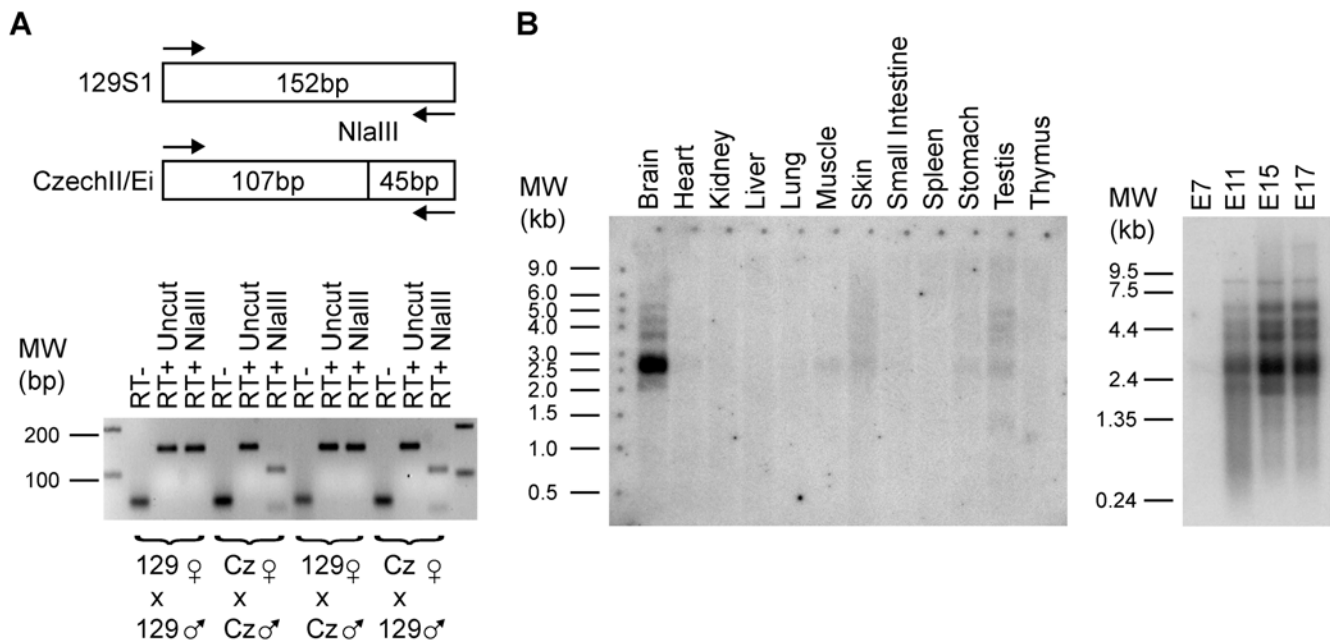 A
129S1
152bp
NlaIII
CzechII/Ei
107bp
45bp
MW
(bp)
RT-
RT+ Uncut
RT+ NlaIII
RT-
RT+ Uncut
RT+ NlaIII
RT-
RT+ Uncut
RT+ NlaIII
RT-
RT+ Uncut
RT+ NlaIII
200
100
129 ♀
x
129 ♂
Cz ♀
x
Cz ♂
129 ♀
x
Cz ♂
Cz ♀
x
129 ♂
B
MW
(kb)
Brain
Heart
Kidney
Liver
Lung
Muscle
Skin
Small Intestine
Spleen
Stomach
Testis
Thymus
9.0
6.0
5.0
4.0
3.0
2.5
2.0
1.5
1.0
0.5
MW
(kb)
E7
E11
E15
E17
9.5
7.5
4.4
2.4
1.35
0.24